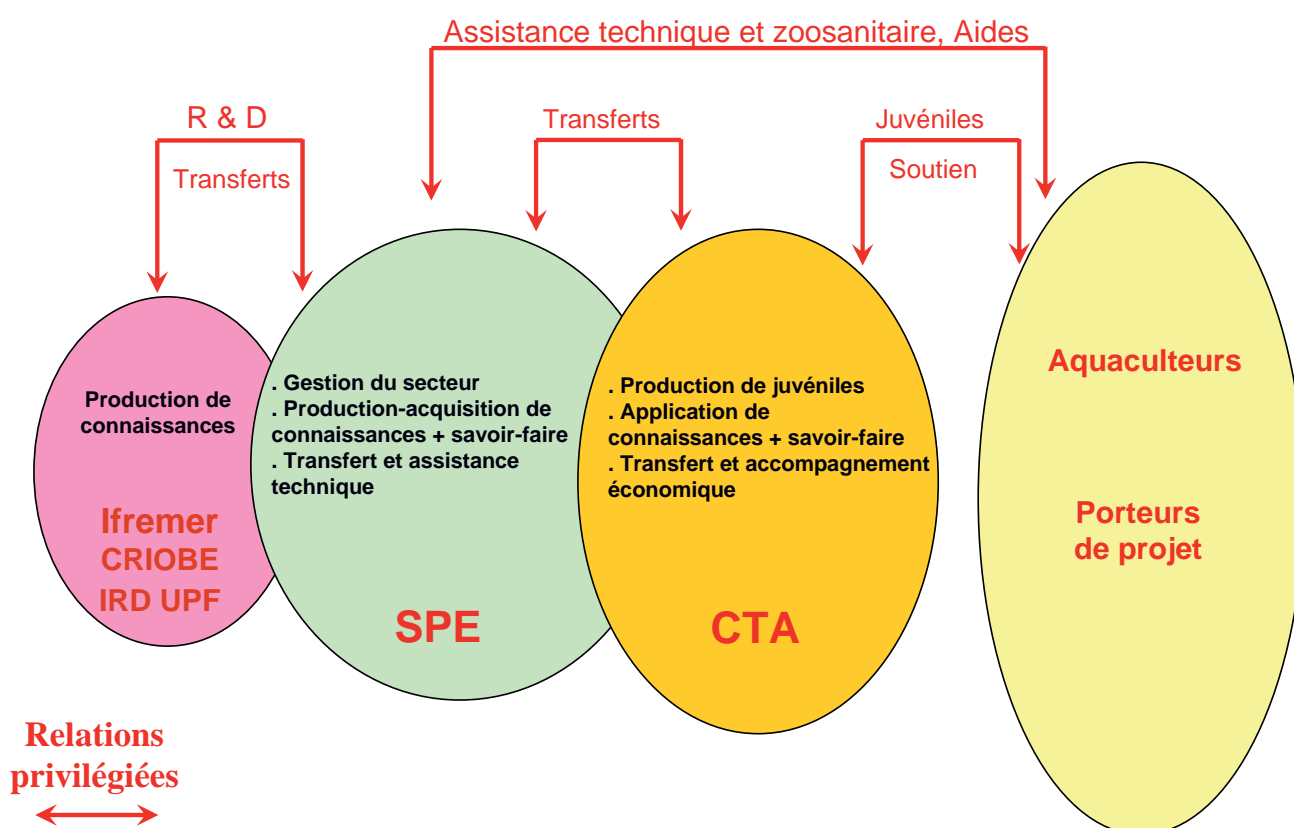 Assistance technique et zoosanitaire, Aides
R & D
Transferts
Transferts
Juvéniles
Soutien
Production de
connaissances
Ifremer
CRIOBE
IRD UPF
. Gestion du secteur
. Production-acquisition de
connaissances + savoir-faire
. Transfert et assistance
technique
SPE
. Production de juvéniles
. Application de
connaissances + savoir-faire
. Transfert et accompagnement
économique
CTA
Aquaculteurs
Porteurs
de projet
Relations
privilégiées